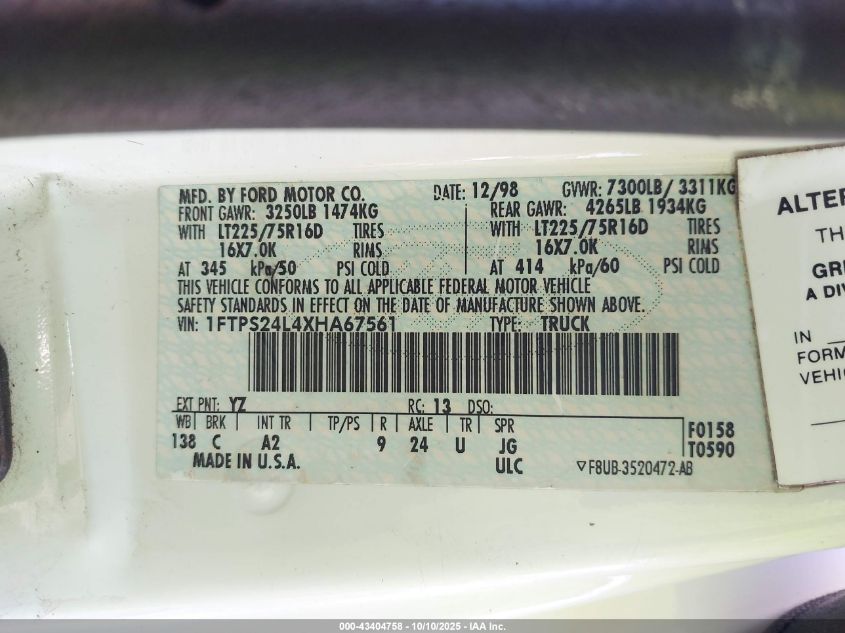 MFD. BY FORD MOTOR CO. DATE: 12/98 GVWR: 7300LB/ 3311KG
FRONT GAWR: 3250LB 1474KG REAR GAWR: 4265LB 1934KG
WITH LT225/75R16D TIRES WITH LT225/75R16D TIRES
16X7.0K RIMS 16X7.0K RIMS
AT 345 kPa/50 PSI COLD AT 414 kPa/60 PSI COLD
THIS VEHICLE CONFORMS TO ALL APPLICABLE FEDERAL MOTOR VEHICLE
SAFETY STANDARDS IN EFFECT ON THE DATE OF MANUFACTURE SHOWN ABOVE.
VIN: 1FTPS24L4XHA67561 TYPE: TRUCK
EXT PNT: YZ RC: 13 DSO:
WB BRK INT TR TP/PS R AXLE TR SPR
138 C A2 9 24 U JG
F0158
T0590
MADE IN U.S.A. ULC ▽F8UB-3520472-AB
ALTER
TH
GR
A DIV
IN
FORM
VEHI
000-43404758 - 10/10/2025 - IAA Inc.